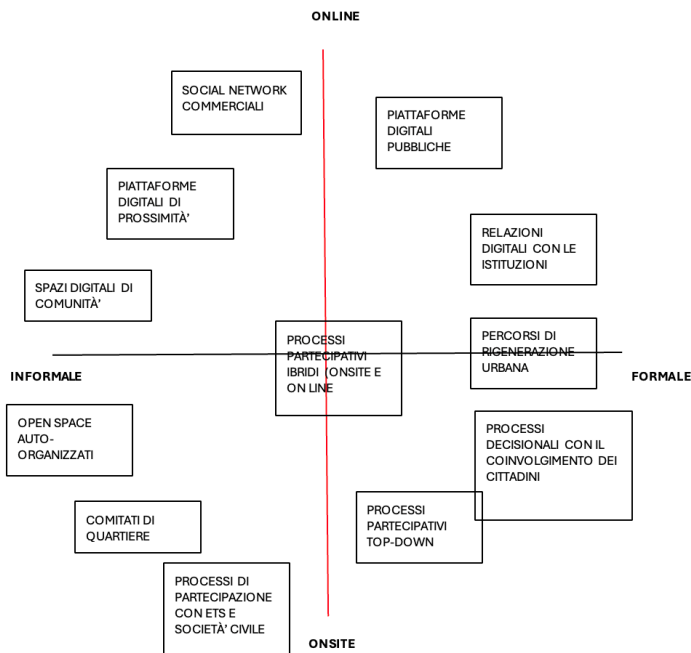 ONLINE
SOCIAL NETWORK
COMMERCIALI
PIATTAFORME
DIGITALI
PUBBLICHE
PIATTAFORME
DIGITALI DI
PROSSIMITÀ'
RELAZIONI
DIGITALI CON LE
ISTITUZIONI
SPAZI DIGITALI DI
COMUNITÀ'
PROCESSI
PARTECIPATIVI
IBRIDI (ONSITE E
ON LINE
PERCORSI DI
RIGENERAZIONE
URBANA
INFORMALE
FORMALE
OPEN SPACE
AUTO-
ORGANIZZATI
PROCESSI
DECISIONALI CON IL
COINVOLGIMENTO DEI
CITTADINI
COMITATI DI
QUARTIERE
PROCESSI
PARTECIPATIVI
TOP-DOWN
PROCESSI DI
PARTECIPAZIONE
CON ETS E
SOCIETÀ' CIVILE
ONSITE